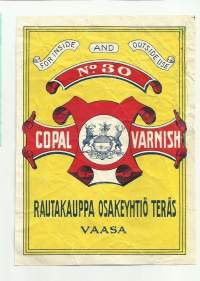 FOR INSIDE AND OUTSIDE USE
No. 30
COPAL VARNISH
RAUTAKAUPPA OSAKEYHTIÖ TERÄS
VAASA